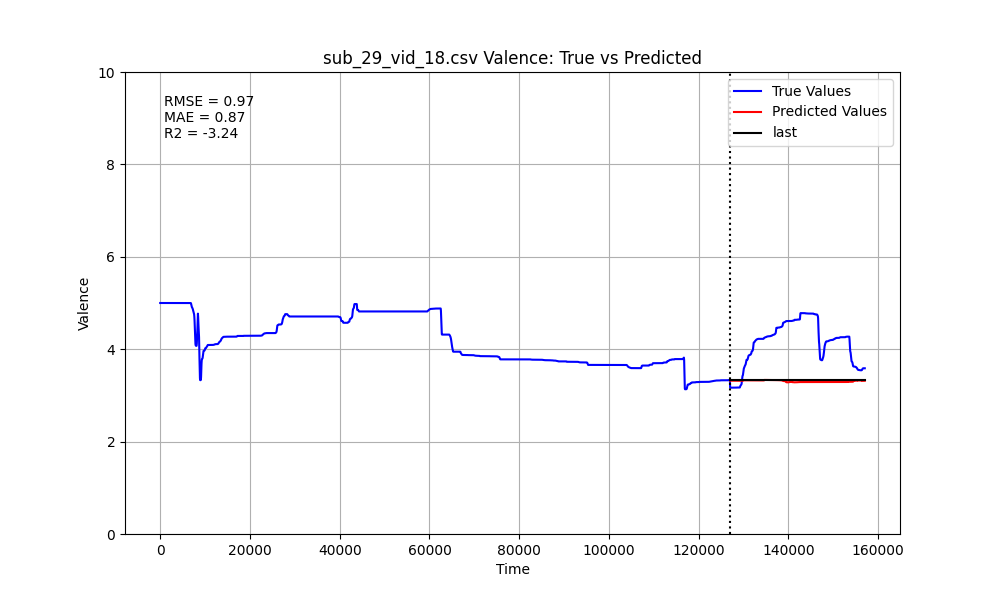 sub_29_vid_18.csv Valence: True vs Predicted
10
8
6
4
2
0
Valence
RMSE = 0.97
MAE = 0.87
R2 = -3.24
True Values
Predicted Values
last
0 20000 40000 60000 80000 100000 120000 140000 160000
Time